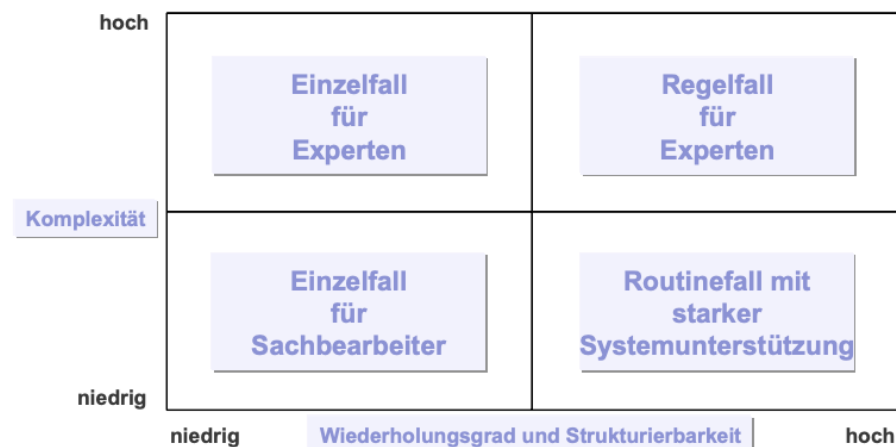 hoch
Einzelfall
für
Experten
Regelfall
für
Experten
Komplexität
Einzelfall
für
Sachbearbeiter
Routinefall mit
starker
Systemunterstützung
niedrig
niedrig
Wiederholungsgrad und Strukturierbarkeit
hoch